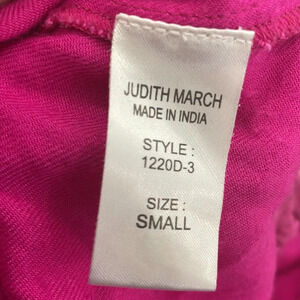 JUDITH MARCH
MADE IN INDIA
STYLE :
1220D-3
SIZE :
SMALL